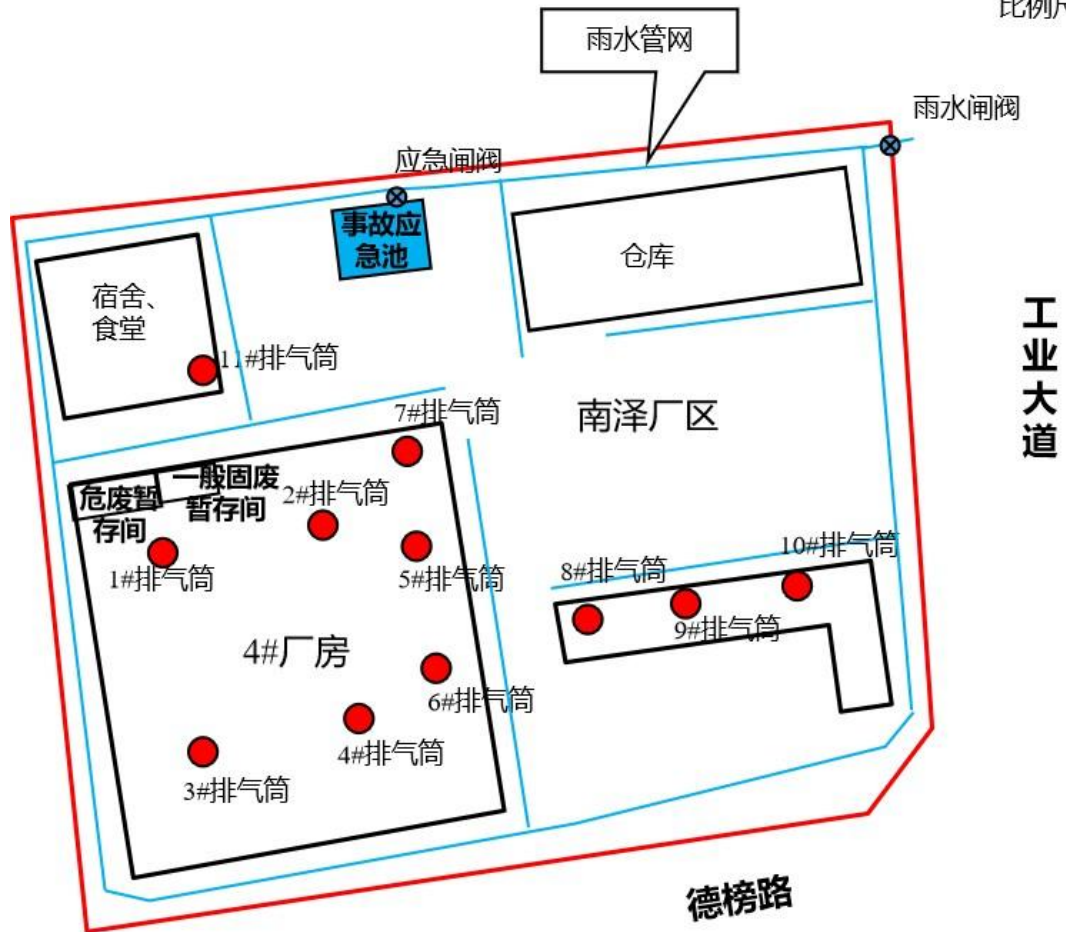 比例尺
雨水管网
雨水闸阀
应急闸阀
事故应
急池
仓库
宿舍、
食堂
11#排气筒
工业大道
7#排气筒
南泽厂区
一般固废
暂存间
危废暂
存间
2#排气筒
1#排气筒
5#排气筒
10#排气筒
8#排气筒
9#排气筒
4#厂房
6#排气筒
4#排气筒
3#排气筒
德榜路